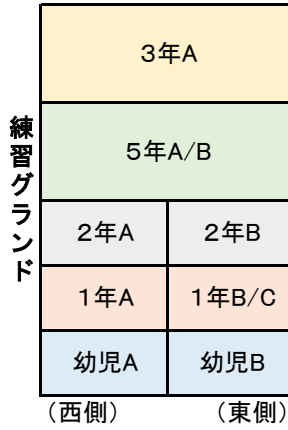 練習グランド
３年A
５年A/B
２年A ２年B
１年A １年B/C
幼児A 幼児B
（西側） （東側）